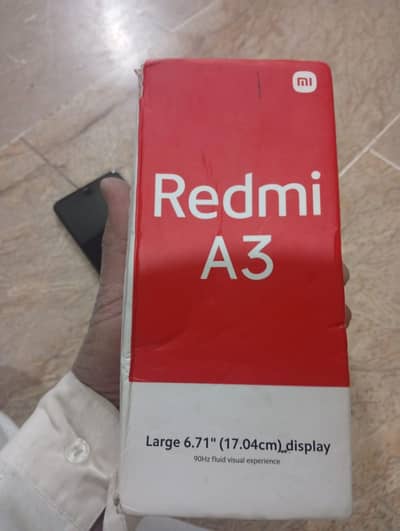 mi
Redmi
A3
Large 6.71" (17.04cm) display
90Hz fluid visual experience